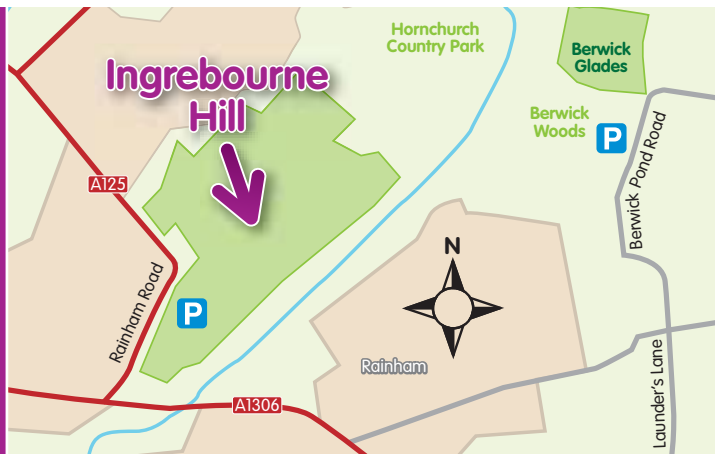 Hornchurch
Country Park
Berwick
Glades
Ingrebourne
Hill
Berwick
Woods
P
Berwick Pond Road
A125
N
Rainham Road
P
Rainham
Launder's Lane
A1306